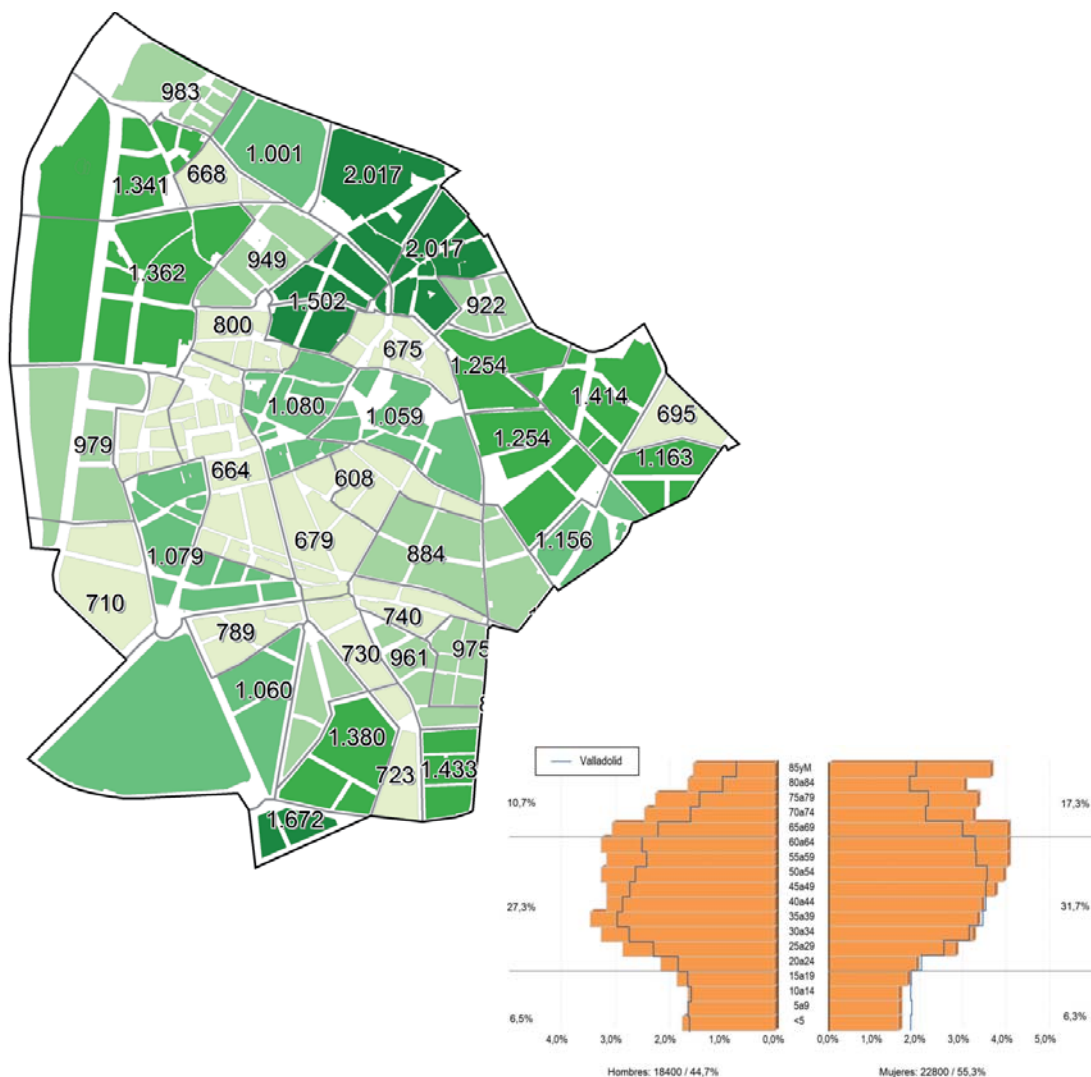 983
1.001
2.017
668
1.341
2.017
949
1.362
1.502
922
800
675
1.254
1.414
1.080
1.059
695
979
1.254
1.163
664
608
679
884
1.156
1.079
710
740
789
730
961
975
1.060
1.380
723
1.433
1.672
Valladolid
85yM
80a84
75a79
10,7%
17,3%
70a74
65a69
60a64
55a59
50a54
45a49
40a44
27,3%
31,7%
35a39
30a34
25a29
20a24
15a19
10a14
5a9
6,5%
6,3%
<5
4,0% 3,0% 2,0% 1,0% 0,0% 0,0% 1,0% 2,0% 3,0% 4,0% 5,0%
Hombres: 18400 / 44,7% Mujeres: 22800 / 55,3%